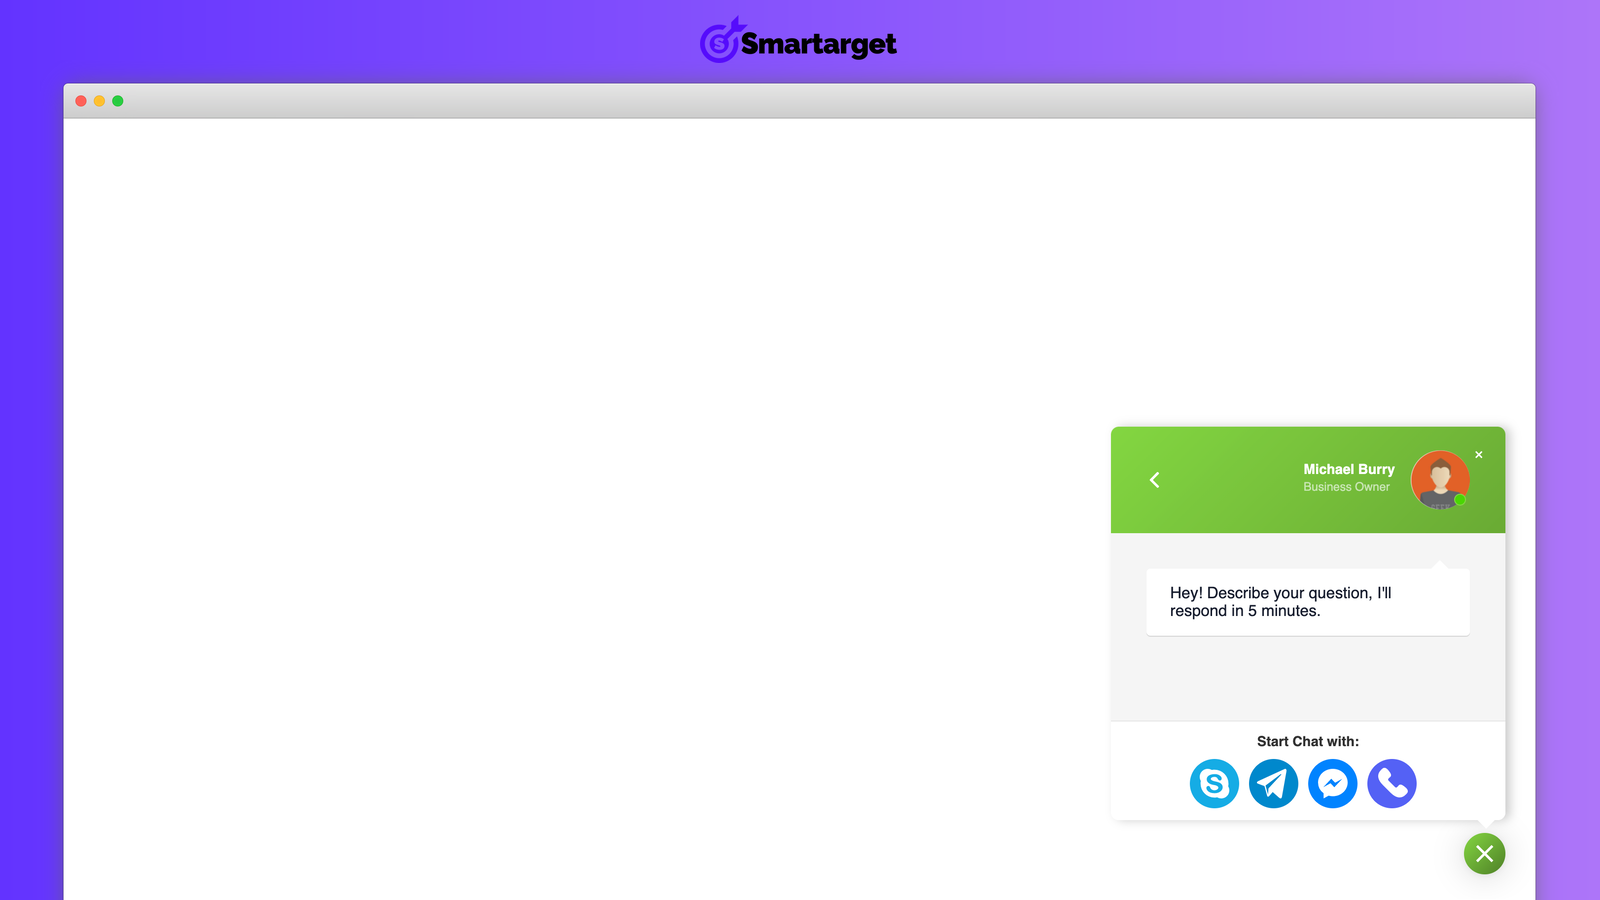 Smartarget
Michael Burry
Business Owner
Hey! Describe your question, I'll
respond in 5 minutes.
Start Chat with: